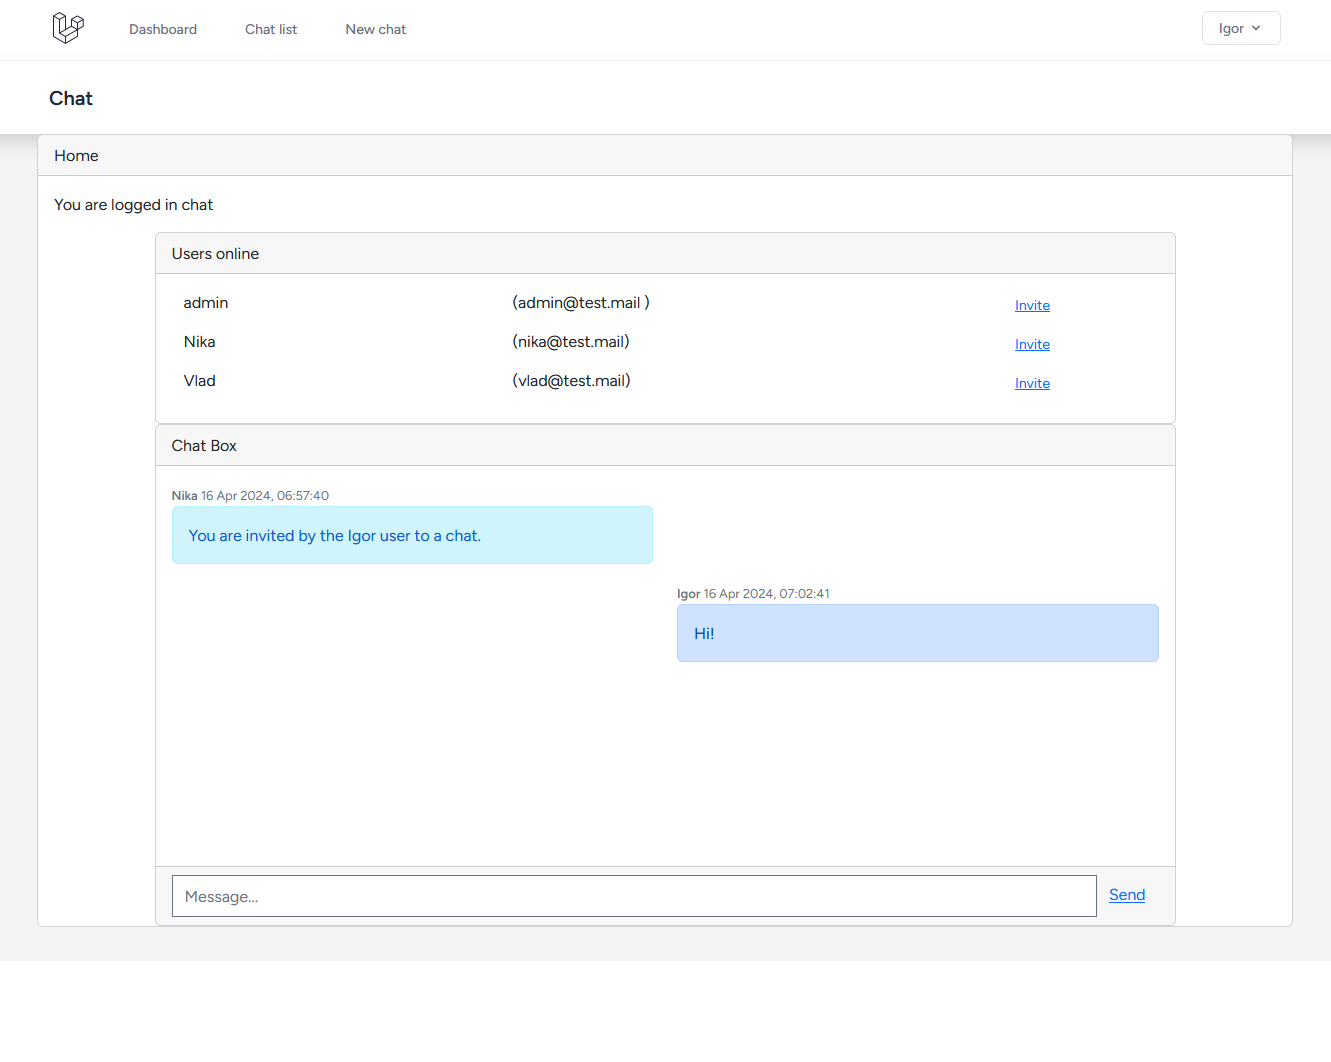 Dashboard Chat list New chat Igor
Chat
Home
You are logged in chat
Users online
admin (admin@test.mail ) Invite
Nika (nika@test.mail) Invite
Vlad (vlad@test.mail) Invite
Chat Box
Nika 16 Apr 2024, 06:57:40
You are invited by the Igor user to a chat.
Igor 16 Apr 2024, 07:02:41
Hi!
Message... Send